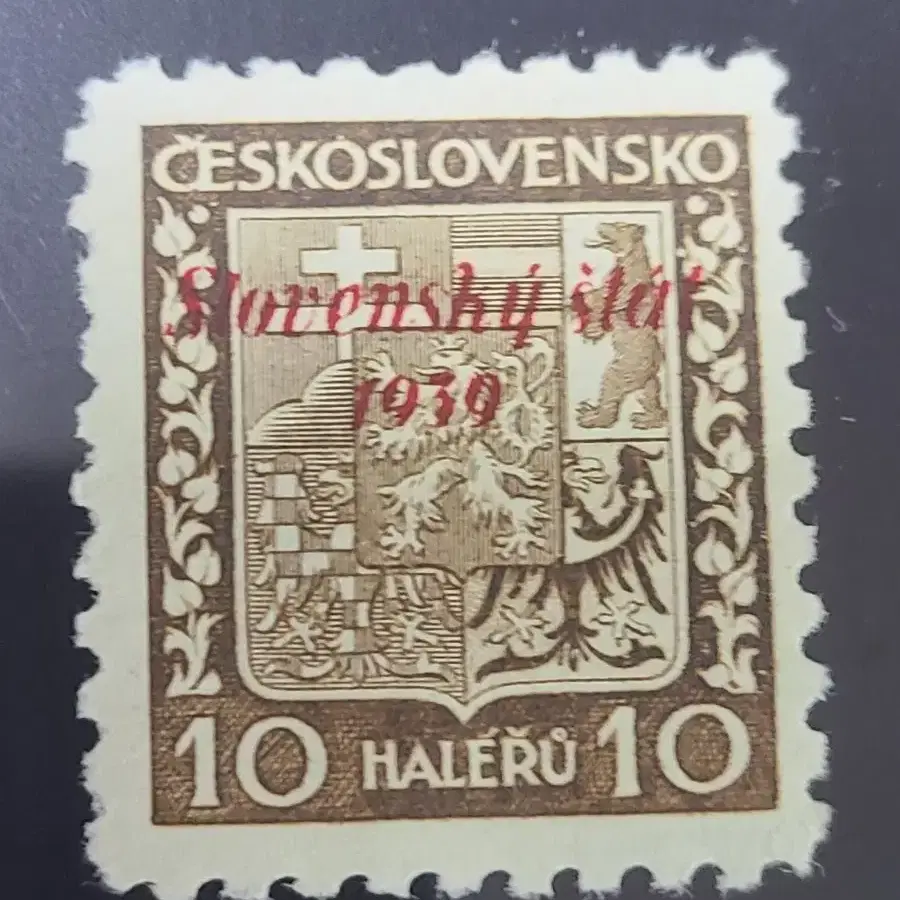 ČESKOSLOVENSKO
Slovenský štát
1939
10 HALÉŘŮ 10